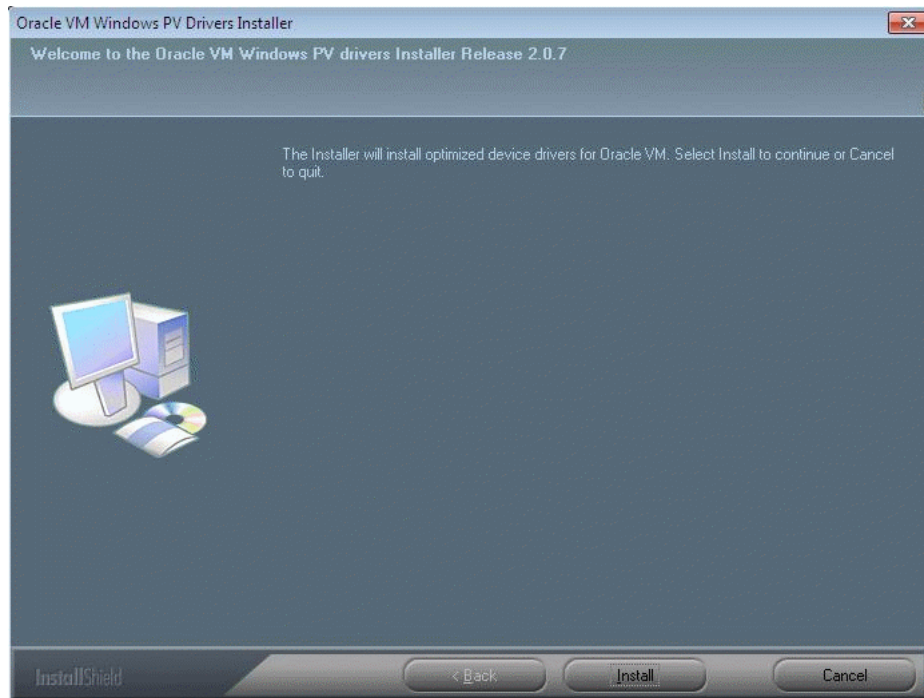 Oracle VM Windows PV Drivers Installer
Welcome to the Oracle VM Windows PV drivers Installer Release 2.0.7
The Installer will install optimized device drivers for Oracle VM. Select Install to continue or Cancel
to quit.
InstallShield
< Back
Install
Cancel